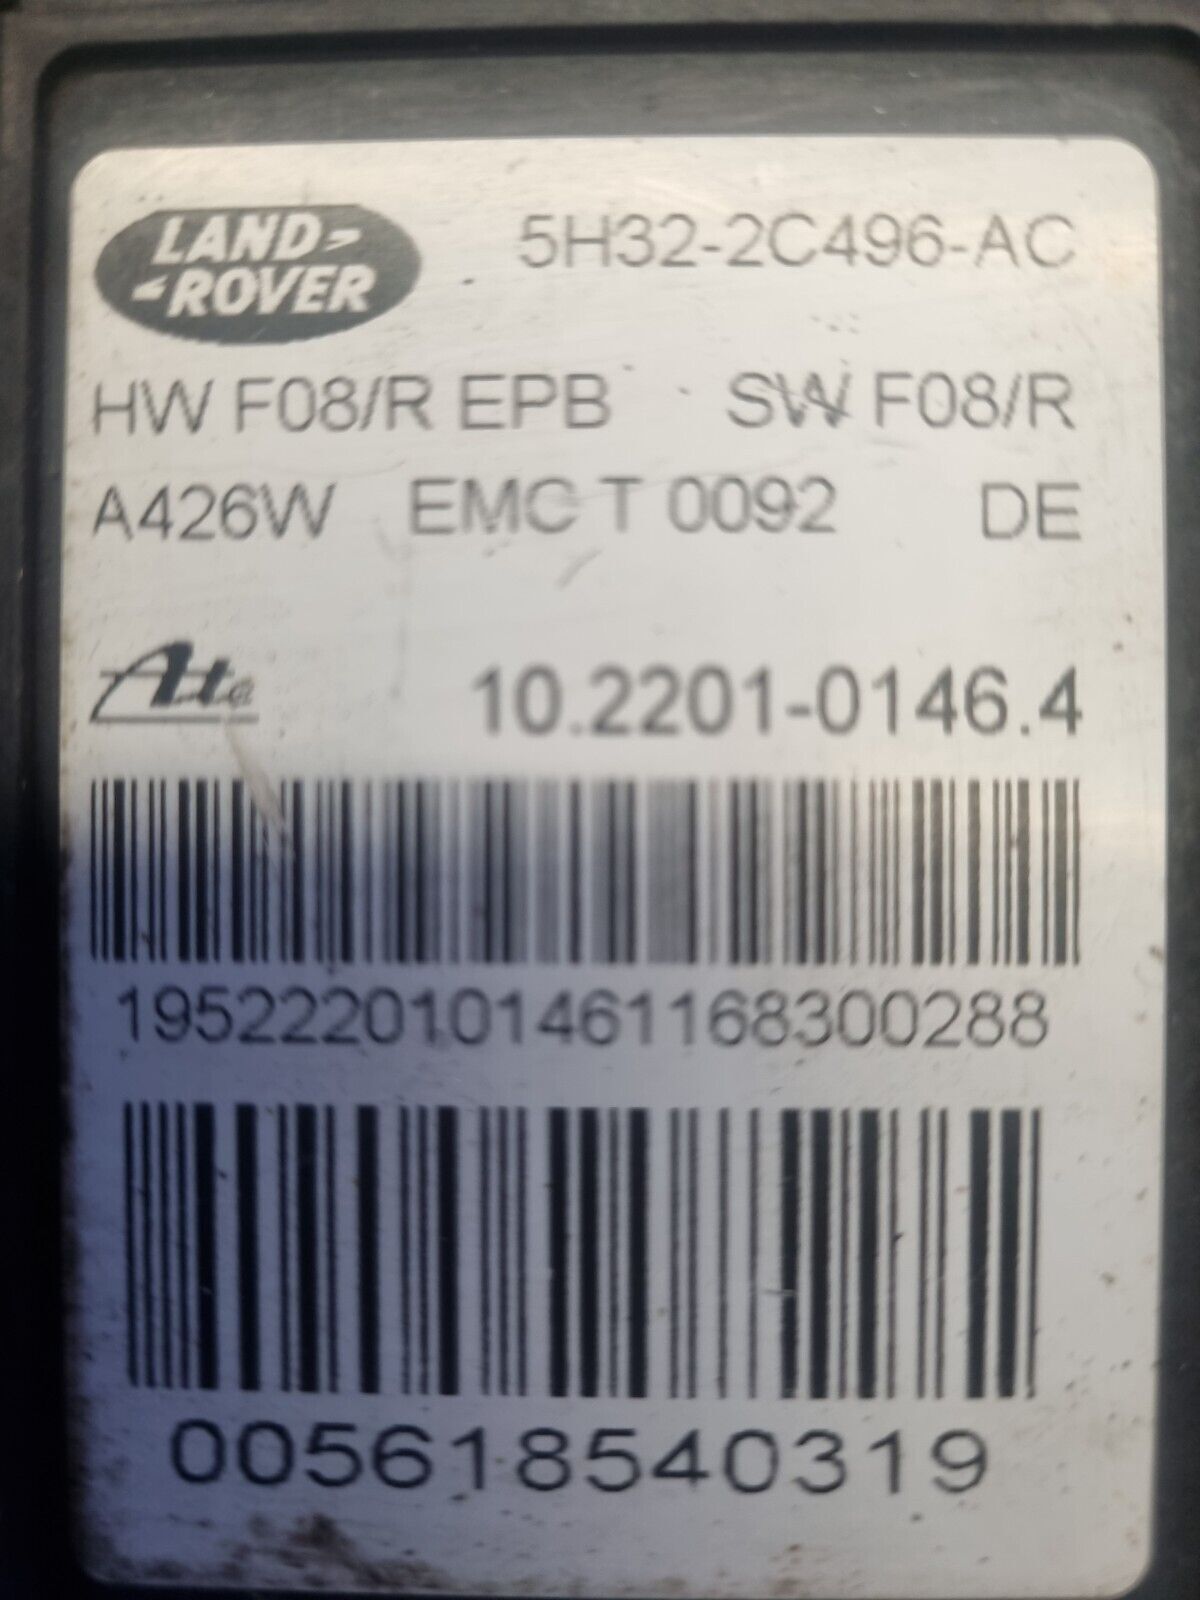 LAND-
ROVER
5H32-2C496-AC
HW F08/R EPB SW F08/R
A426W EMC T 0092 DE
Ate 10.2201-0146.4
1952220101461168300288
005618540319